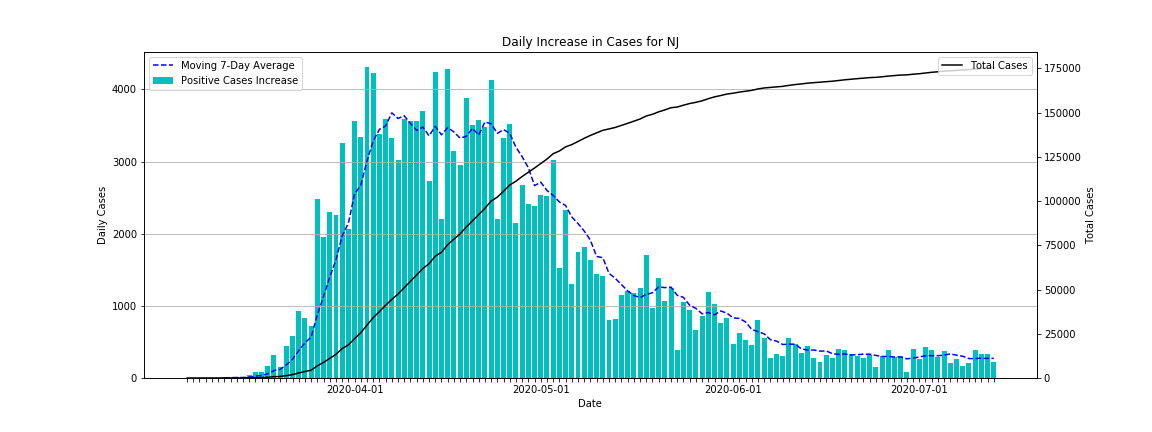 Daily Increase in Cases for NJ
Moving 7-Day Average
Positive Cases Increase
Total Cases
4000
3000
2000
1000
0
Daily Cases
175000
150000
125000
100000
75000
50000
25000
0
Total Cases
2020-04-01
2020-05-01
2020-06-01
2020-07-01
Date